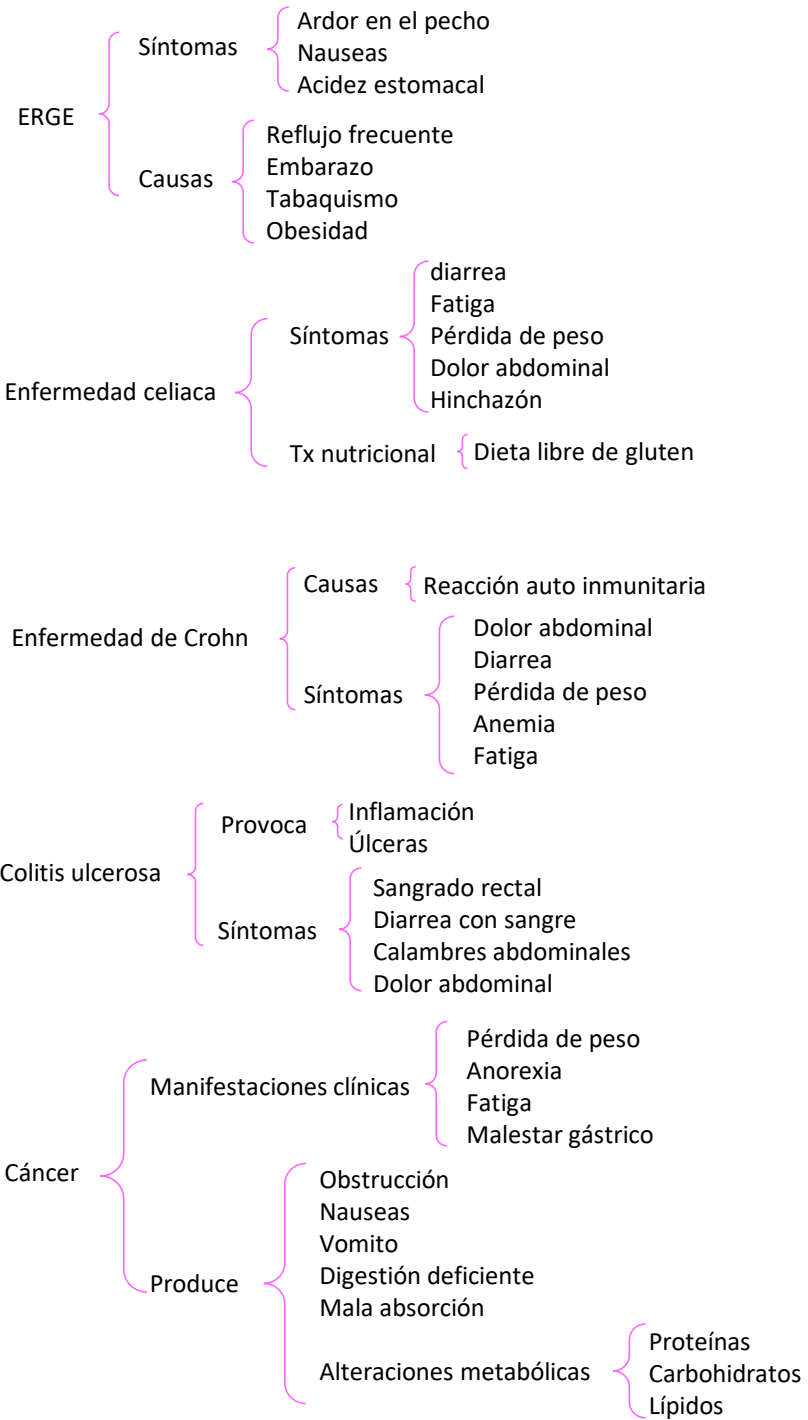 ERGE
Síntomas
Ardor en el pecho
Nauseas
Acidez estomacal
Causas
Reflujo frecuente
Embarazo
Tabaquismo
Obesidad
Enfermedad celiaca
Síntomas
diarrea
Fatiga
Pérdida de peso
Dolor abdominal
Hinchazón
Tx nutricional
Dieta libre de gluten
Enfermedad de Crohn
Causas
Reacción auto inmunitaria
Síntomas
Dolor abdominal
Diarrea
Pérdida de peso
Anemia
Fatiga
Colitis ulcerosa
Provoca
Inflamación
Úlceras
Síntomas
Sangrado rectal
Diarrea con sangre
Calambres abdominales
Dolor abdominal
Cáncer
Manifestaciones clínicas
Pérdida de peso
Anorexia
Fatiga
Malestar gástrico
Produce
Obstrucción
Nauseas
Vomito
Digestión deficiente
Mala absorción
Alteraciones metabólicas
Proteínas
Carbohidratos
Lípidos